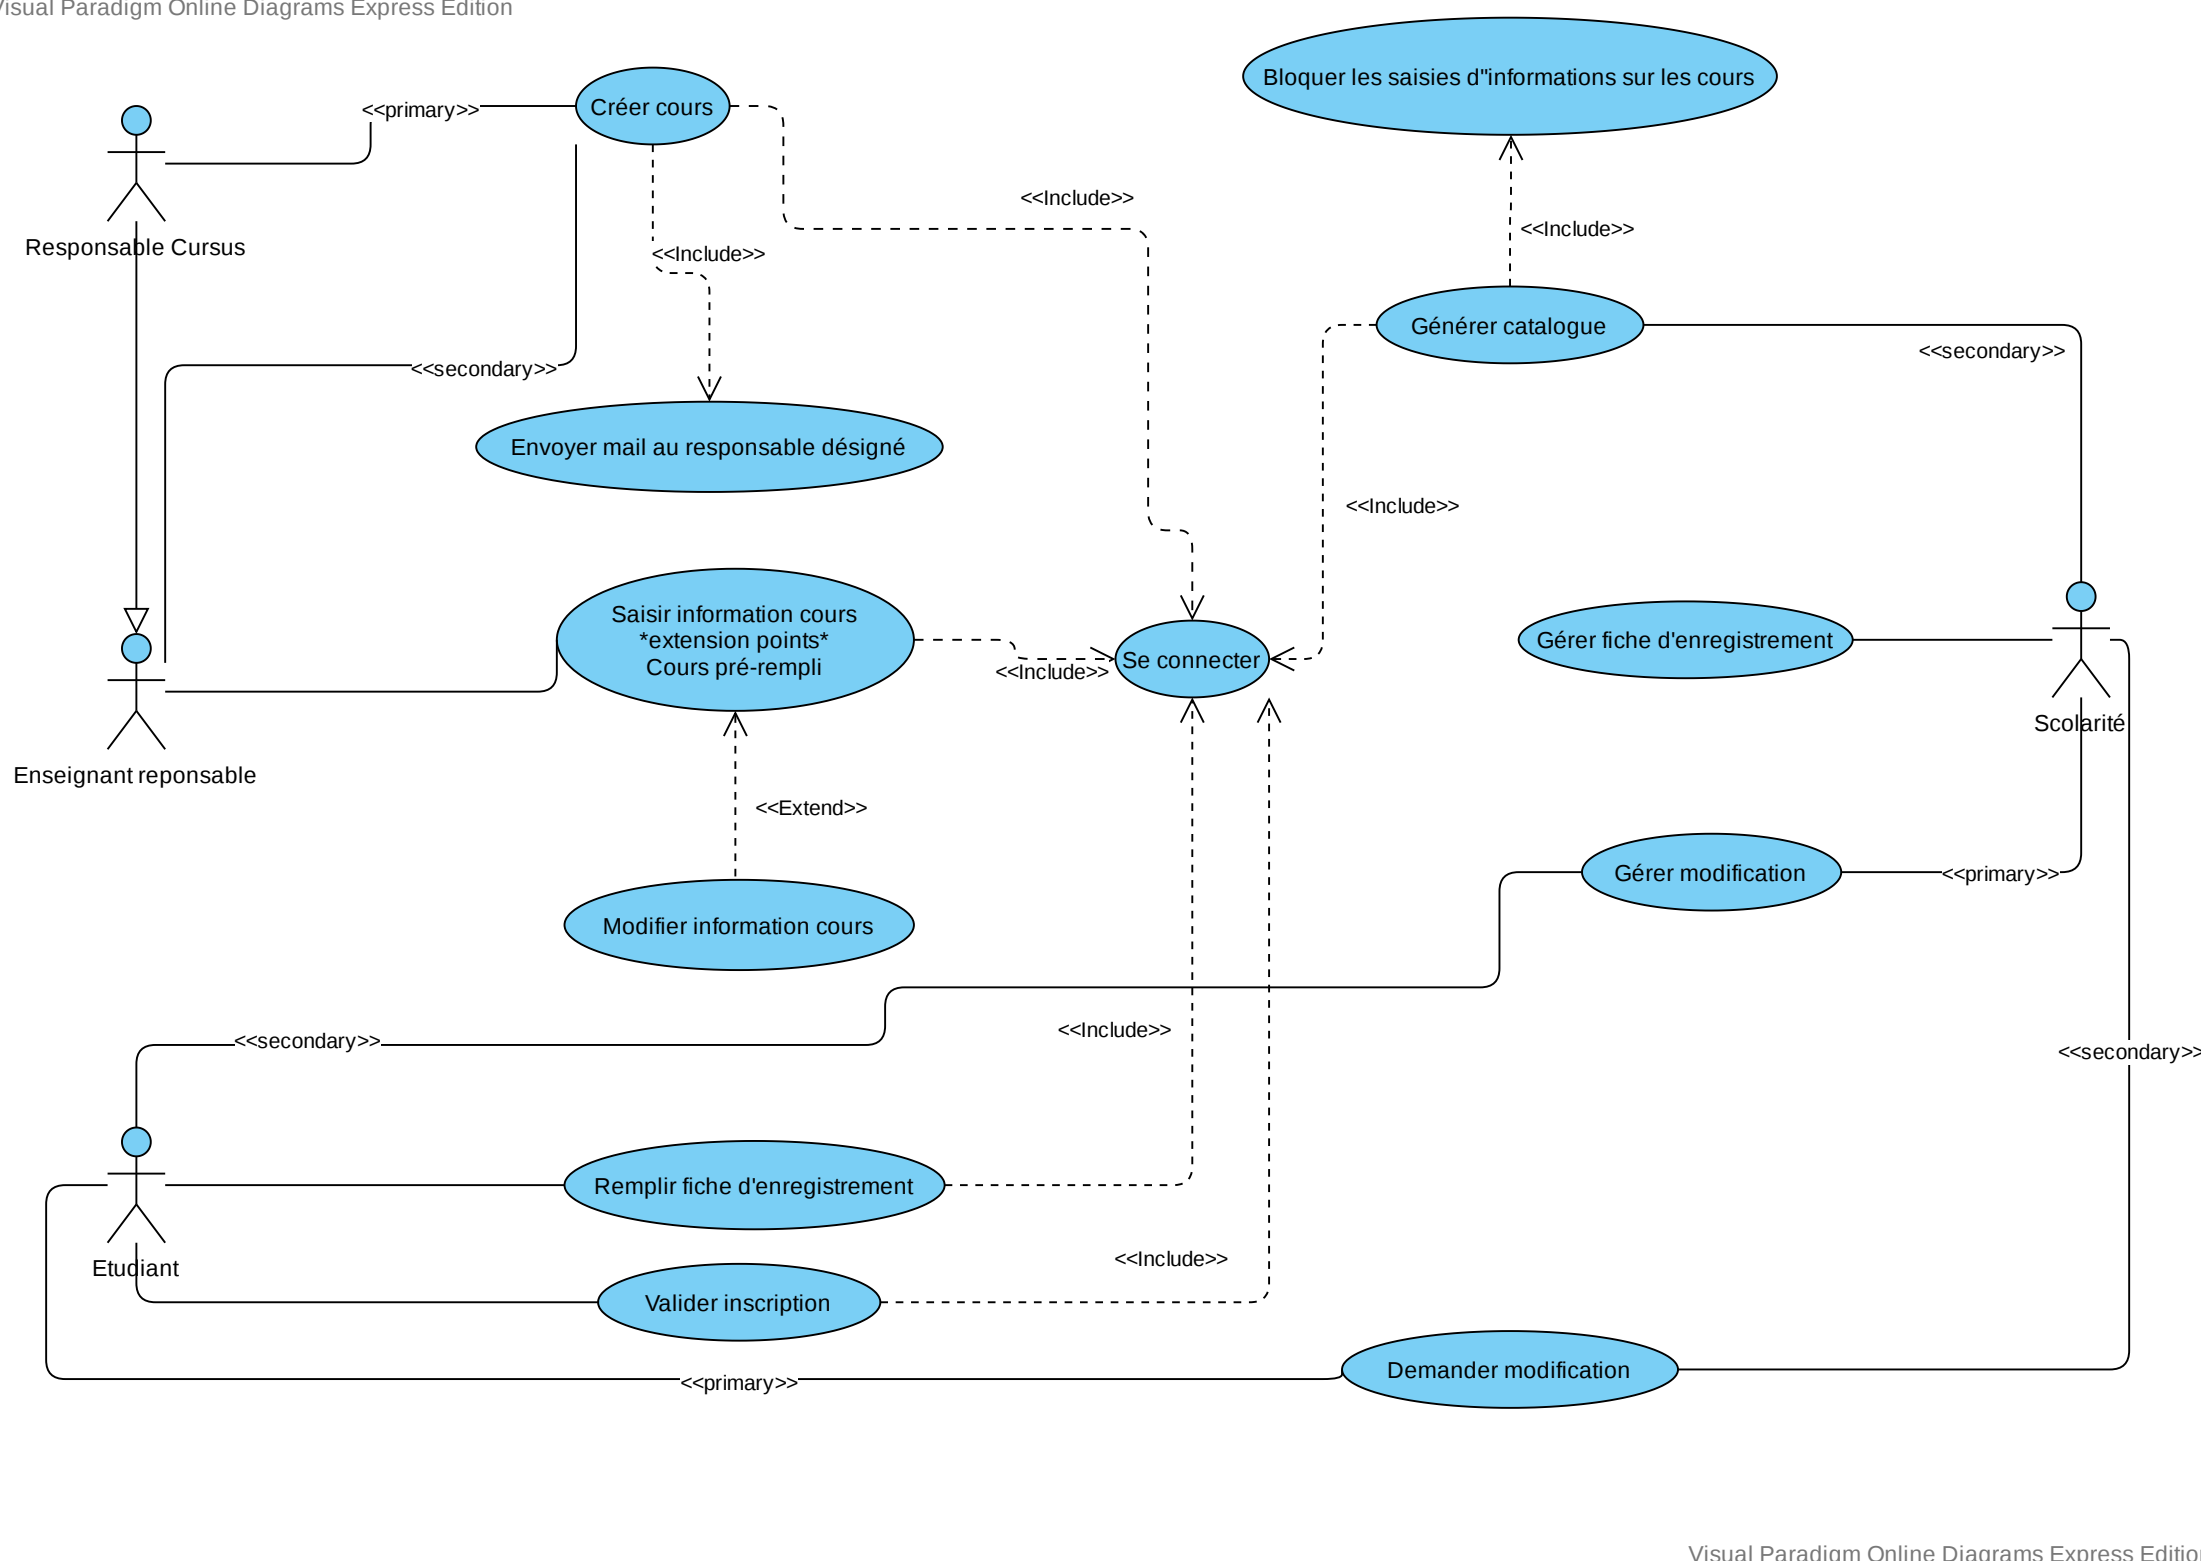 Visual Paradigm Online Diagrams Express Edition
Bloquer les saisies d"informations sur les cours
<<primary>>
Créer cours
<<Include>>
<<Include>>
Responsable Cursus
<<Include>>
Générer catalogue
<<secondary>>
<<secondary>>
Envoyer mail au responsable désigné
<<Include>>
Saisir information cours
*extension points*
Cours pré-rempli
<<Include>>
Se connecter
Gérer fiche d'enregistrement
Scolarité
Enseignant reponsable
<<Extend>>
Gérer modification
<<primary>>
Modifier information cours
<<secondary>>
<<Include>>
<<secondary>>
Remplir fiche d'enregistrement
Etudiant
<<Include>>
Valider inscription
<<primary>>
Demander modification
Visual Paradigm Online Diagrams Express Edition